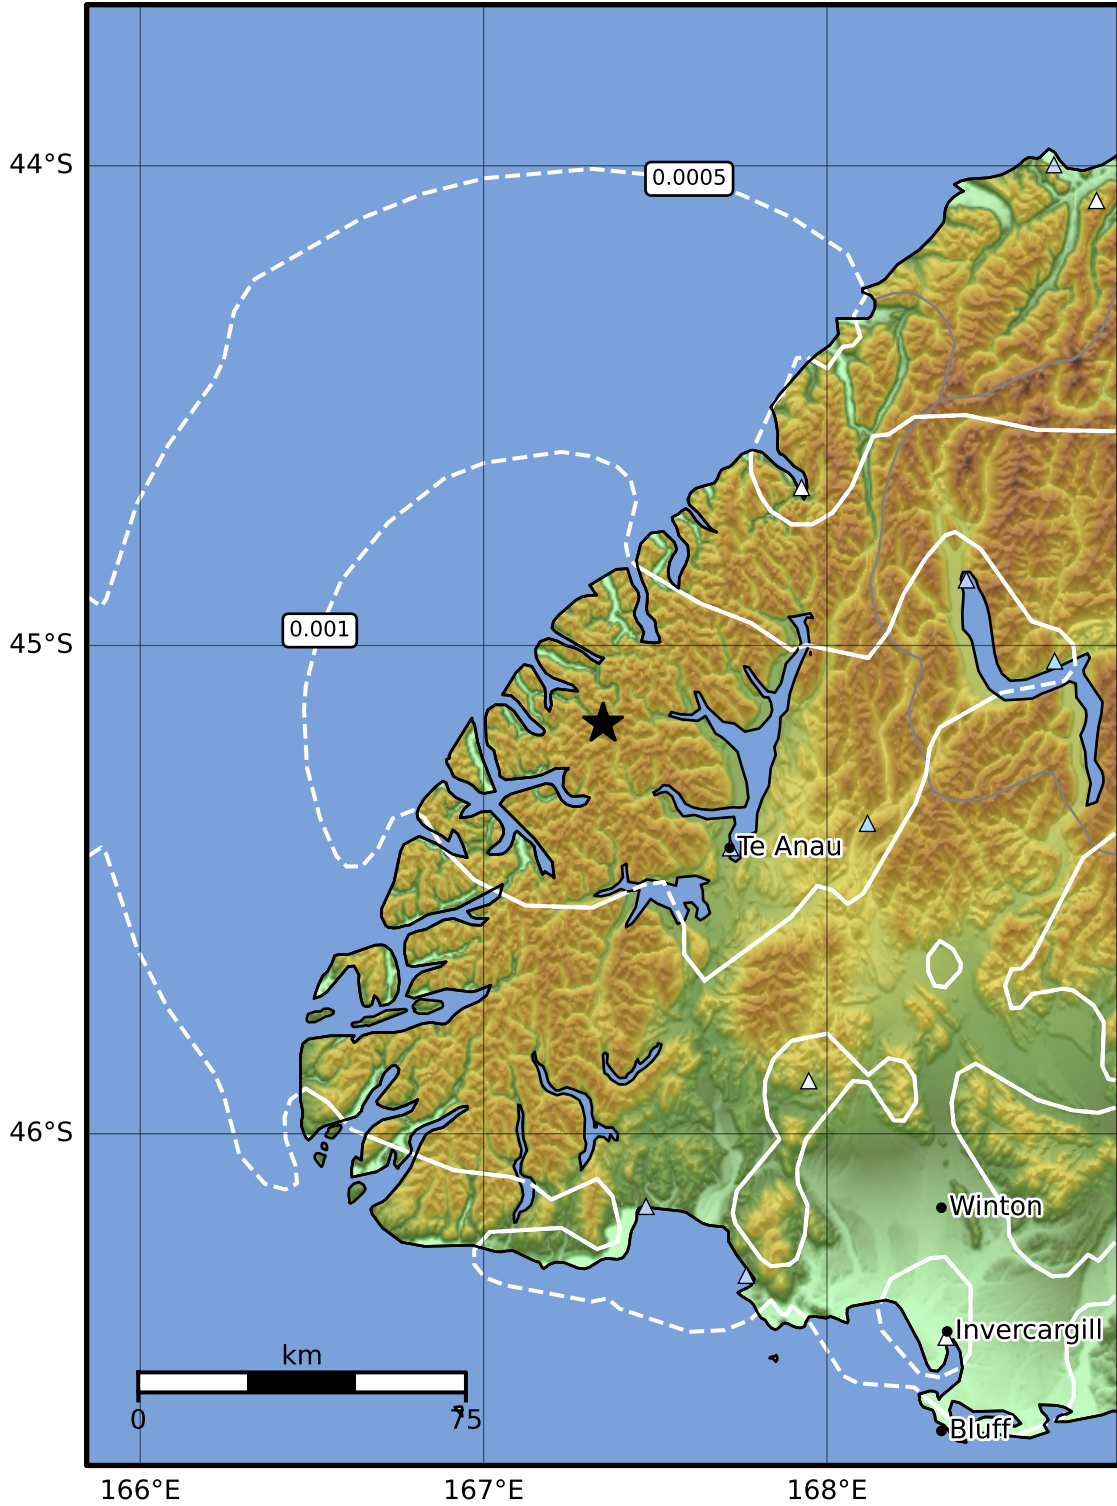 44°S
0.0005
0.001
45°S
Te Anau
46°S
Winton
Invercargill
km
0
75
Bluff
166°E
167°E
168°E